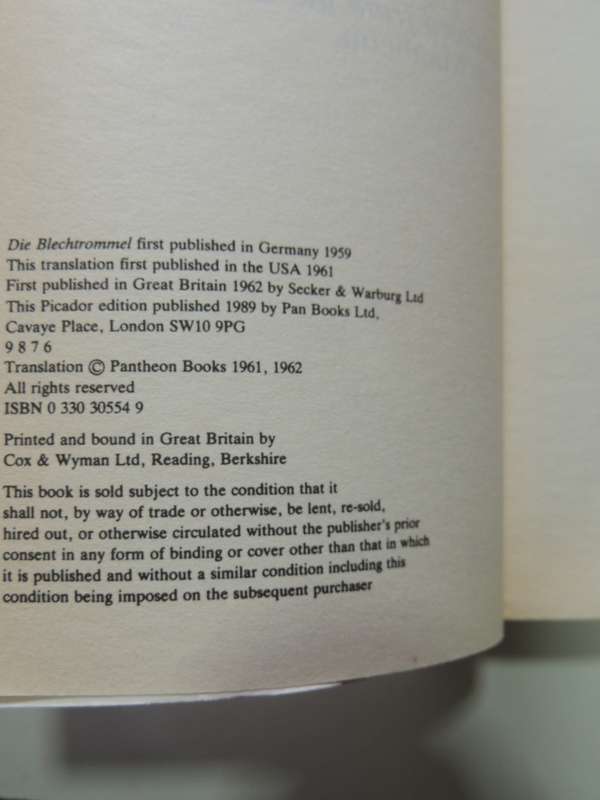 Die Blechtrommel first published in Germany 1959
This translation first published in the USA 1961
First published in Great Britain 1962 by Secker & Warburg Ltd
This Picador edition published 1989 by Pan Books Ltd,
Cavaye Place, London SW10 9PG
9 8 7 6
Translation © Pantheon Books 1961, 1962
All rights reserved
ISBN 0 330 30554 9
Printed and bound in Great Britain by
Cox & Wyman Ltd, Reading, Berkshire
This book is sold subject to the condition that it
shall not, by way of trade or otherwise, be lent, re-sold,
hired out, or otherwise circulated without the publisher's prior
consent in any form of binding or cover other than that in which
it is published and without a similar condition including this
condition being imposed on the subsequent purchaser